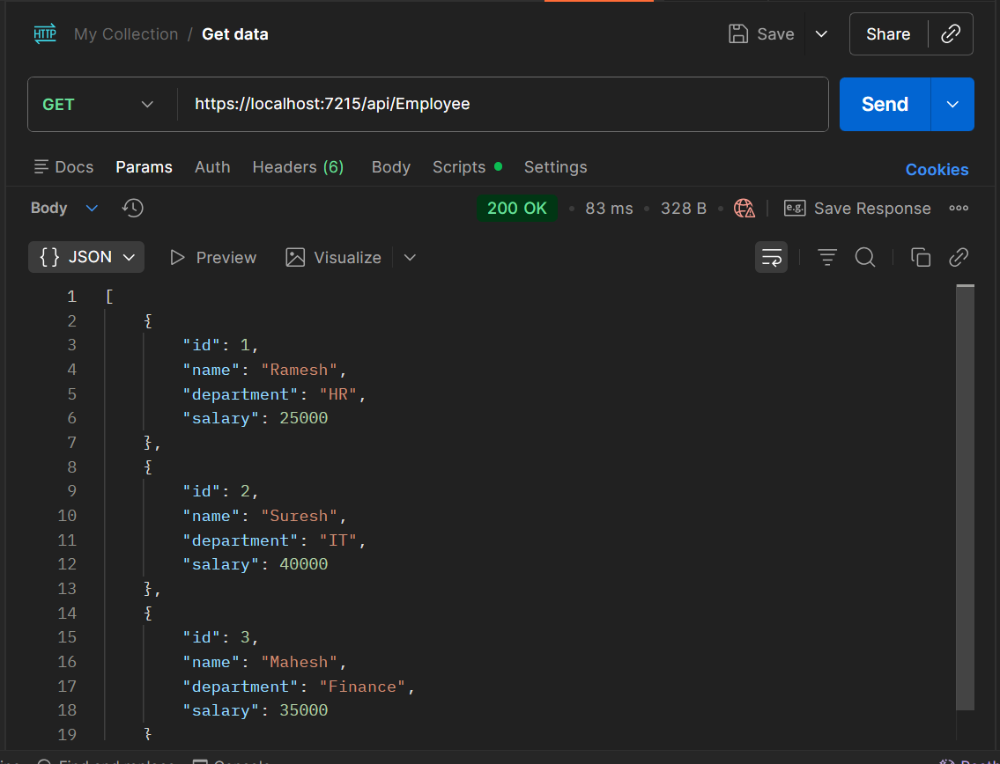 HTTP My Collection / Get data Save Share
GET https://localhost:7215/api/Employee Send
Docs Params Auth Headers (6) Body Scripts Settings Cookies
Body 200 OK • 83 ms • 328 B • e.g. Save Response
{ } JSON Preview Visualize
1 [
2 {
3 "id": 1,
4 "name": "Ramesh",
5 "department": "HR",
6 "salary": 25000
7 },
8 {
9 "id": 2,
10 "name": "Suresh",
11 "department": "IT",
12 "salary": 40000
13 },
14 {
15 "id": 3,
16 "name": "Mahesh",
17 "department": "Finance",
18 "salary": 35000
19 }
Find and replace Console